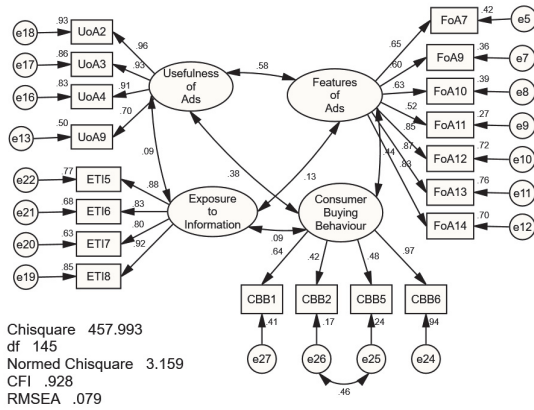 e18 .93 UoA2 .96
e17 .86 UoA3 .93
e16 .83 UoA4 .91
e13 .50 UoA9 .70
Usefulness
of
Ads
.58
Features
of
Ads
.65 FoA7 .42 e5
.60 FoA9 .36 e7
.63 FoA10 .39 e8
.52 FoA11 .27 e9
.85 FoA12 .72 e10
.87 FoA13 .76 e11
.83 FoA14 .70 e12
.44
.09
.38
.13
e22 .77 ETI5 .88
e21 .68 ETI6 .83
e20 .63 ETI7 .80
e19 .85 ETI8 .92
Exposure
to
Information
.09
Consumer
Buying
Behaviour
.64 .42 .48 .97
CBB1 CBB2 CBB5 CBB6
.41 .17 .24 .94
e27 e26 e25 e24
.46
Chisquare 457.993
df 145
Normed Chisquare 3.159
CFI .928
RMSEA .079